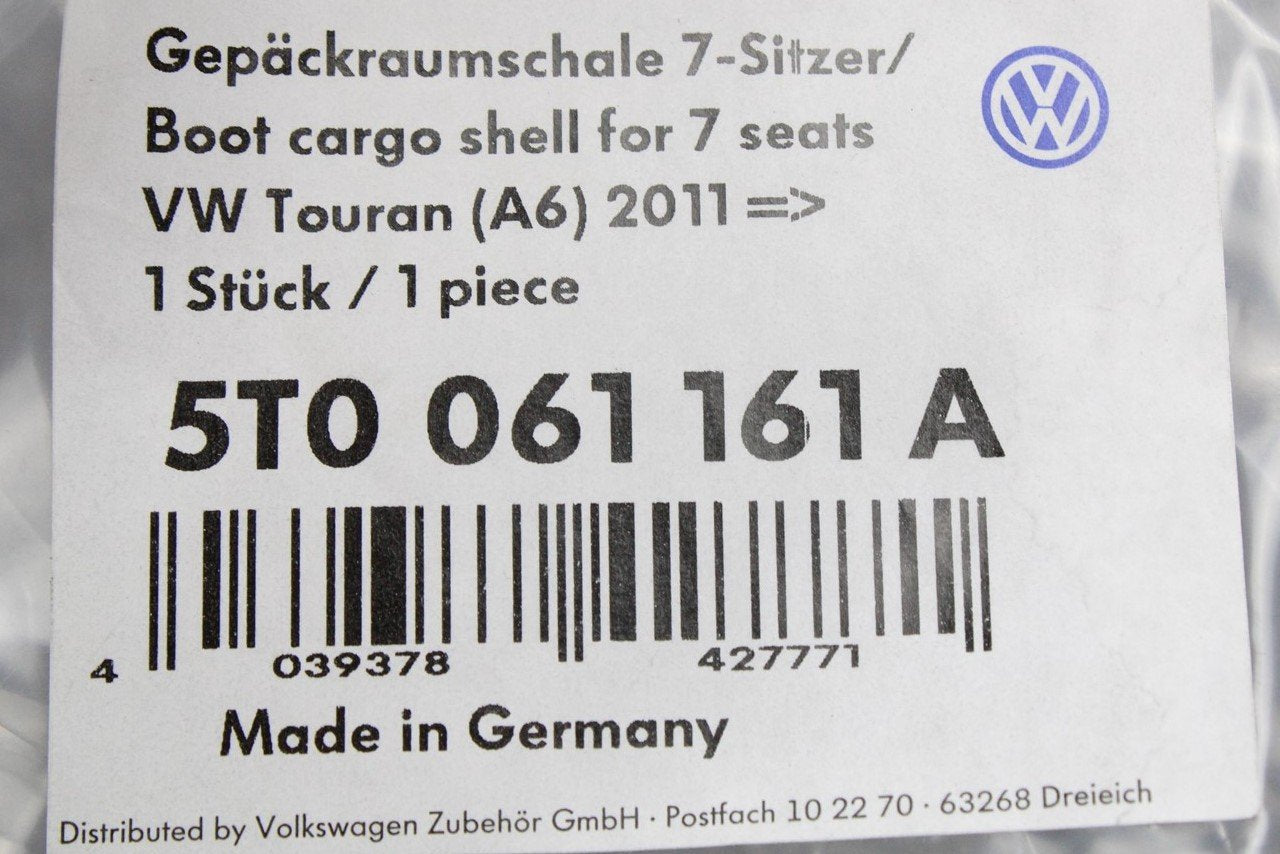 Gepäckraumschale 7-Sitzer/
Boot cargo shell for 7 seats
VW Touran (A6) 2011 =>
1 Stück / 1 piece
5T0 061 161 A
4 039378 427771
Made in Germany
Distributed by Volkswagen Zubehör GmbH · Postfach 10 22 70 · 63268 Dreieich